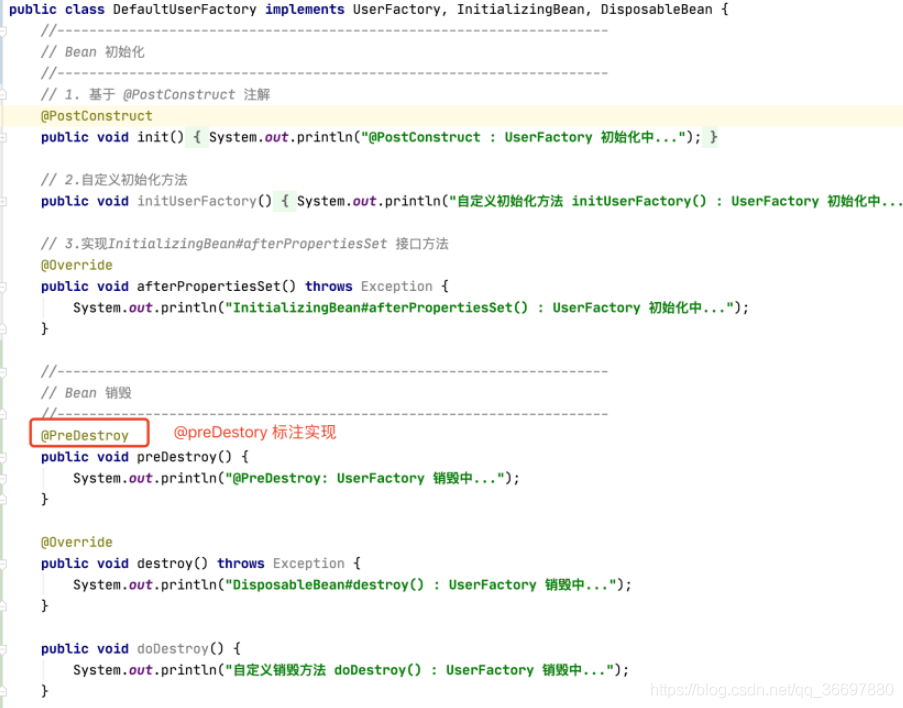 public class DefaultUserFactory implements UserFactory, InitializingBean, DisposableBean {
//---------------------------------------------------------------------
// Bean 初始化
//---------------------------------------------------------------------
// 1. 基于 @PostConstruct 注解
@PostConstruct
public void init() { System.out.println("@PostConstruct : UserFactory 初始化中..."); }
// 2.自定义初始化方法
public void initUserFactory() { System.out.println("自定义初始化方法 initUserFactory() : UserFactory 初始化中...
// 3.实现InitializingBean#afterPropertiesSet 接口方法
@Override
public void afterPropertiesSet() throws Exception {
System.out.println("InitializingBean#afterPropertiesSet() : UserFactory 初始化中...");
}
//---------------------------------------------------------------------
// Bean 销毁
//---------------------------------------------------------------------
@PreDestroy @preDestory 标注实现
public void preDestroy() {
System.out.println("@PreDestroy: UserFactory 销毁中...");
}
@Override
public void destroy() throws Exception {
System.out.println("DisposableBean#destroy() : UserFactory 销毁中...");
}
public void doDestroy() {
System.out.println("自定义销毁方法 doDestroy() : UserFactory 销毁中...");
}
https://blog.csdn.net/qq_36697880